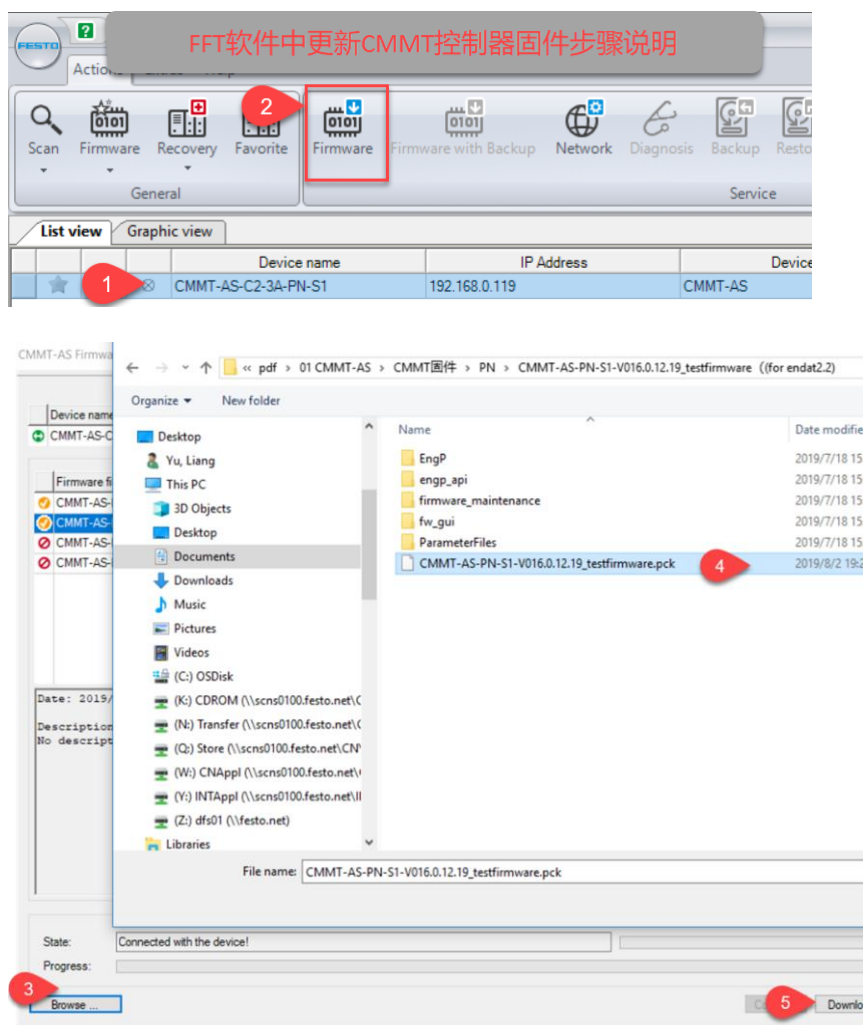 FESTO
?
FFT软件中更新CMMT控制器固件步骤说明
2
Scan Firmware Recovery Favorite Firmware Firmware with Backup Network Diagnosis Backup
General Service
List view Graphic view
Device name IP Address Device
1 CMMT-AS-C2-3A-PN-S1 192.168.0.119 CMMT-AS
CMMT-AS Firmwa
« pdf › 01 CMMT-AS › CMMT固件 › PN › CMMT-AS-PN-S1-V016.0.12.19_testfirmware ((for endat2.2)
Organize New folder
Device name
CMMT-AS-C
Firmware fi
CMMT-AS-
CMMT-AS-
CMMT-AS-
CMMT-AS-
Date: 2019/
Description
No descript
Desktop
Yu, Liang
This PC
3D Objects
Desktop
Documents
Downloads
Music
Pictures
Videos
(C:) OSDisk
(K:) CDROM (\\scns0100.festo.net\C
(N:) Transfer (\\scns0100.festo.net\C
(Q:) Store (\\scns0100.festo.net\CN
(W:) CNAppl (\\scns0100.festo.net\
(Y:) INTAppl (\\scns0100.festo.net\II
(Z:) dfs01 (\\festo.net)
Libraries
Name Date modifie
EngP 2019/7/18 15
engp_api 2019/7/18 15
firmware_maintenance 2019/7/18 15
fw_gui 2019/7/18 15
ParameterFiles 2019/7/18 15
CMMT-AS-PN-S1-V016.0.12.19_testfirmware.pck 4 2019/8/2 19:2
File name: CMMT-AS-PN-S1-V016.0.12.19_testfirmware.pck
State: Connected with the device!
Progress:
3
Browse ... 5 Downlo